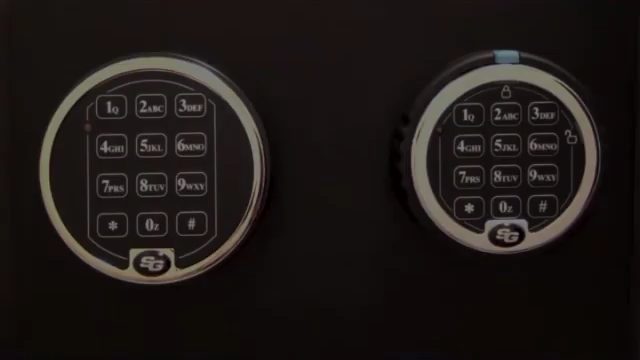 1Q 2ABC 3DEF
4GHI 5JKL 6MNO
7PRS 8TUV 9WXY
* 0Z #
SG
1Q 2ABC 3DEF
4GHI 5JKL 6MNO
7PRS 8TUV 9WXY
* 0Z #
SG